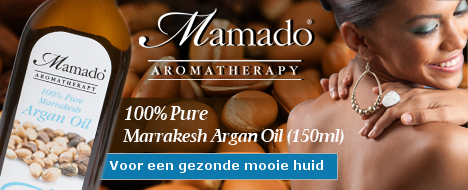 Mamado®
AROMATHERAPY
100% Pure
Marrakesh
Argan Oil
Mamado®
AROMATHERAPY
100% Pure
Marrakesh Argan Oil (150ml)
Voor een gezonde mooie huid